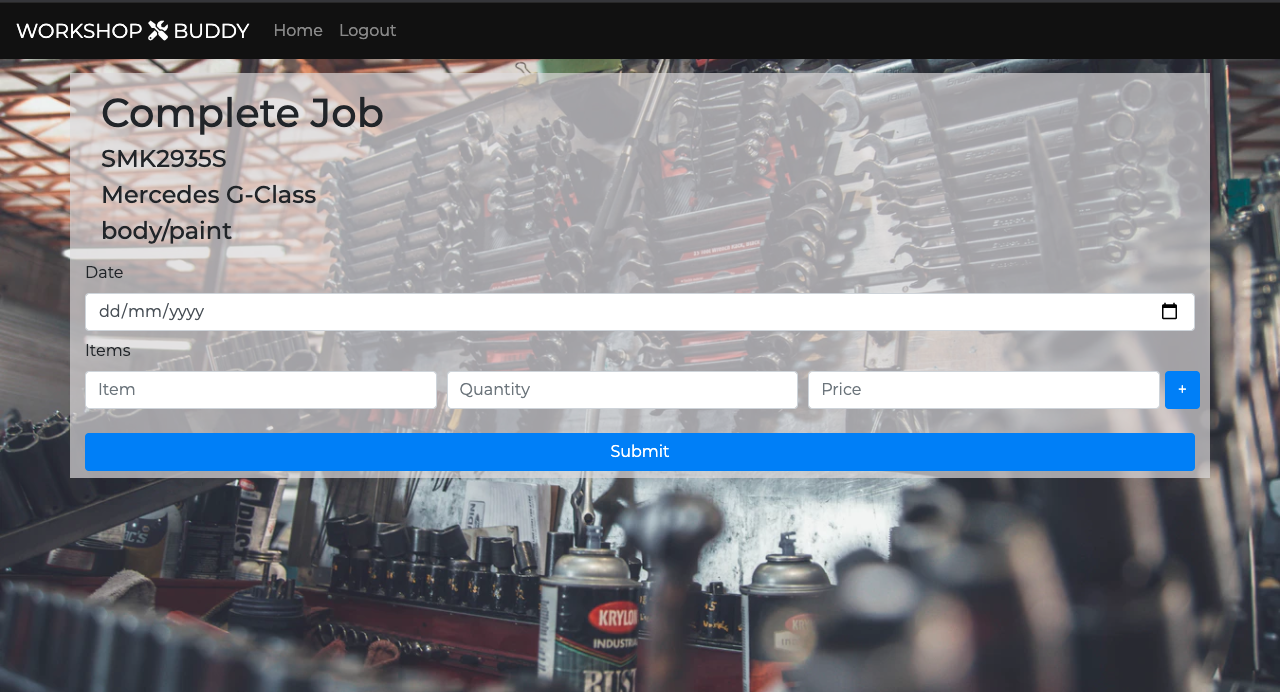 WORKSHOP BUDDY Home Logout
Complete Job
SMK2935S
Mercedes G-Class
body/paint
Date
dd/mm/yyyy
Items
Item Quantity Price +
Submit
KRYLON
INDUSTRIAL
RUST